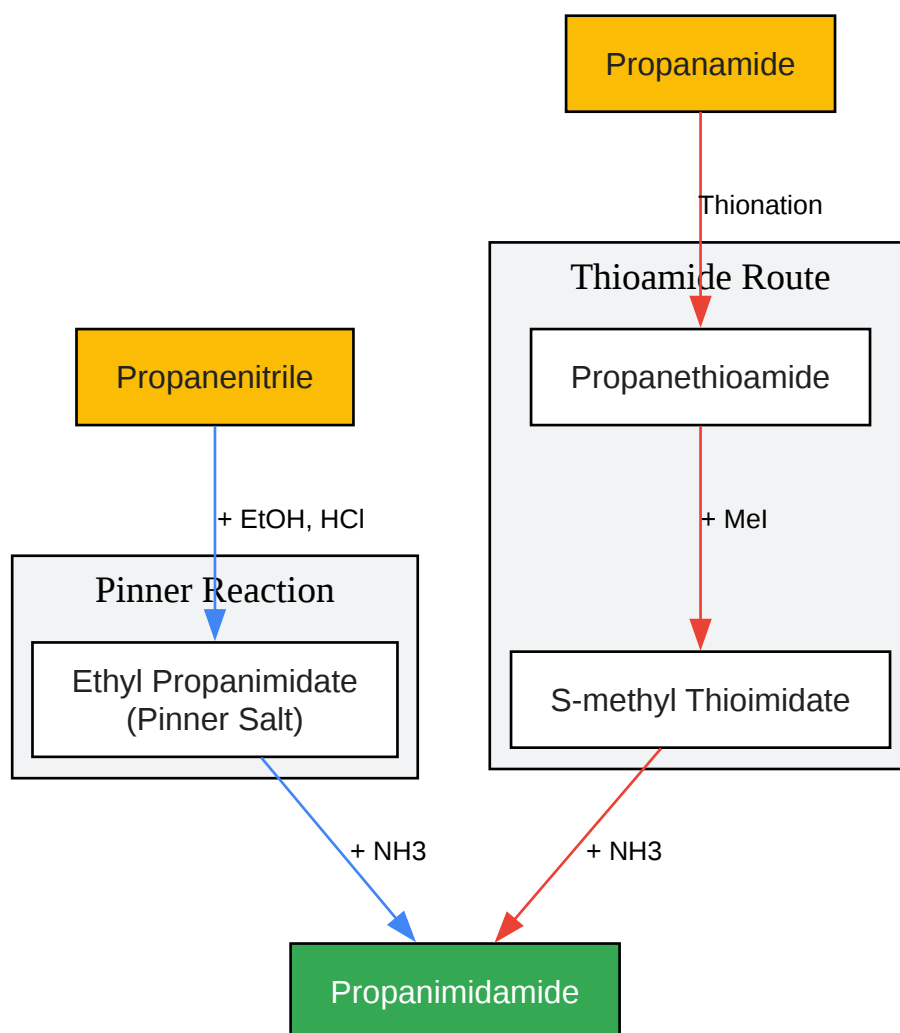 Propanamide
Thionation
Thioamide Route
Propanethioamide
Propanenitrile
+ EtOH, HCl
+ MeI
Pinner Reaction
Ethyl Propanimidate
(Pinner Salt)
S-methyl Thioimidate
+ NH3
+ NH3
Propanimidamide